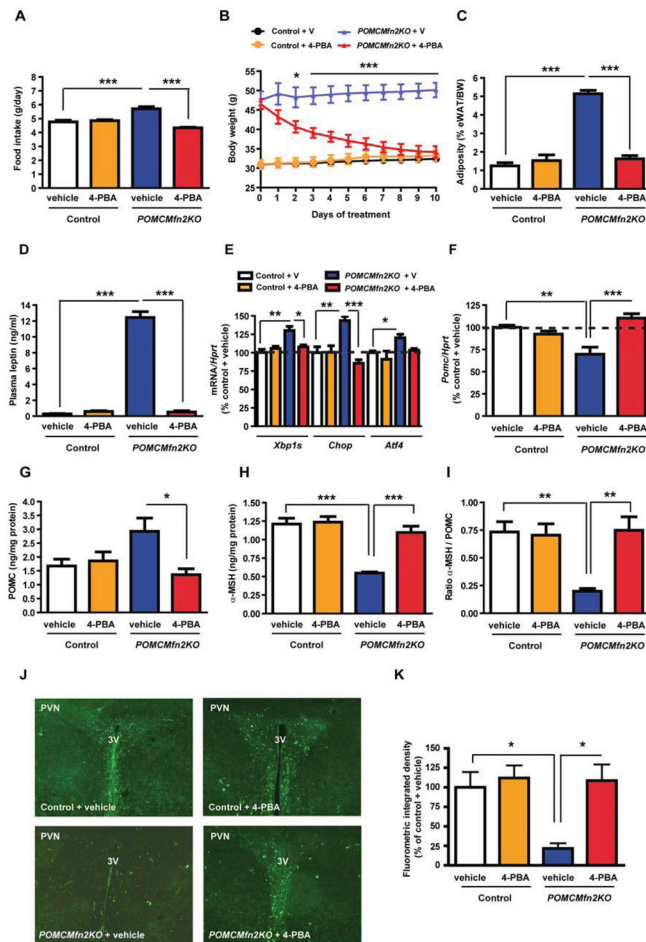 A
***
***
Food intake (g/day)
8
7
6
5
4
3
2
1
0
vehicle 4-PBA vehicle 4-PBA
Control POMCMfn2KO
B
Control + V POMCMfn2KO + V
Control + 4-PBA POMCMfn2KO + 4-PBA
* ***
Body weight (g)
60
55
50
45
40
35
30
25
20
0 1 2 3 4 5 6 7 8 9 10
Days of treatment
C
***
***
Adiposity (% eWAT/BW)
6
5
4
3
2
1
0
vehicle 4-PBA vehicle 4-PBA
Control POMCMfn2KO
D
***
***
Plasma leptin (ng/ml)
vehicle 4-PBA vehicle 4-PBA
Control POMCMfn2KO
E
Control + V POMCMfn2KO + V
Control + 4-PBA POMCMfn2KO + 4-PBA
** * ** *** *
mRNA/Hprt
(% control + vehicle)
150
125
100
75
50
25
0
Xbp1s Chop Atf4
F
**
***
Pomc/Hprt
(% control + vehicle)
125
100
75
50
25
0
vehicle 4-PBA vehicle 4-PBA
Control POMCMfn2KO
G
*
POMC (ng/mg protein)
4.0
3.5
3.0
2.5
2.0
1.5
1.0
0.5
0.0
vehicle 4-PBA vehicle 4-PBA
Control POMCMfn2KO
H
***
***
α-MSH (ng/mg protein)
1.50
1.25
1.00
0.75
0.50
0.25
0
vehicle 4-PBA vehicle 4-PBA
Control POMCMfn2KO
I
**
**
Ratio α-MSH / POMC
1.00
0.75
0.50
0.25
vehicle 4-PBA vehicle 4-PBA
Control POMCMfn2KO
J
PVN
3V
Control + vehicle
PVN
3V
Control + 4-PBA
PVN
3V
POMCMfn2KO + vehicle
PVN
3V
POMCMfn2KO + 4-PBA
K
*
*
Fluorometric integrated density
(% of control + vehicle)
150
125
100
75
50
25
0
vehicle 4-PBA vehicle 4-PBA
Control POMCMfn2KO